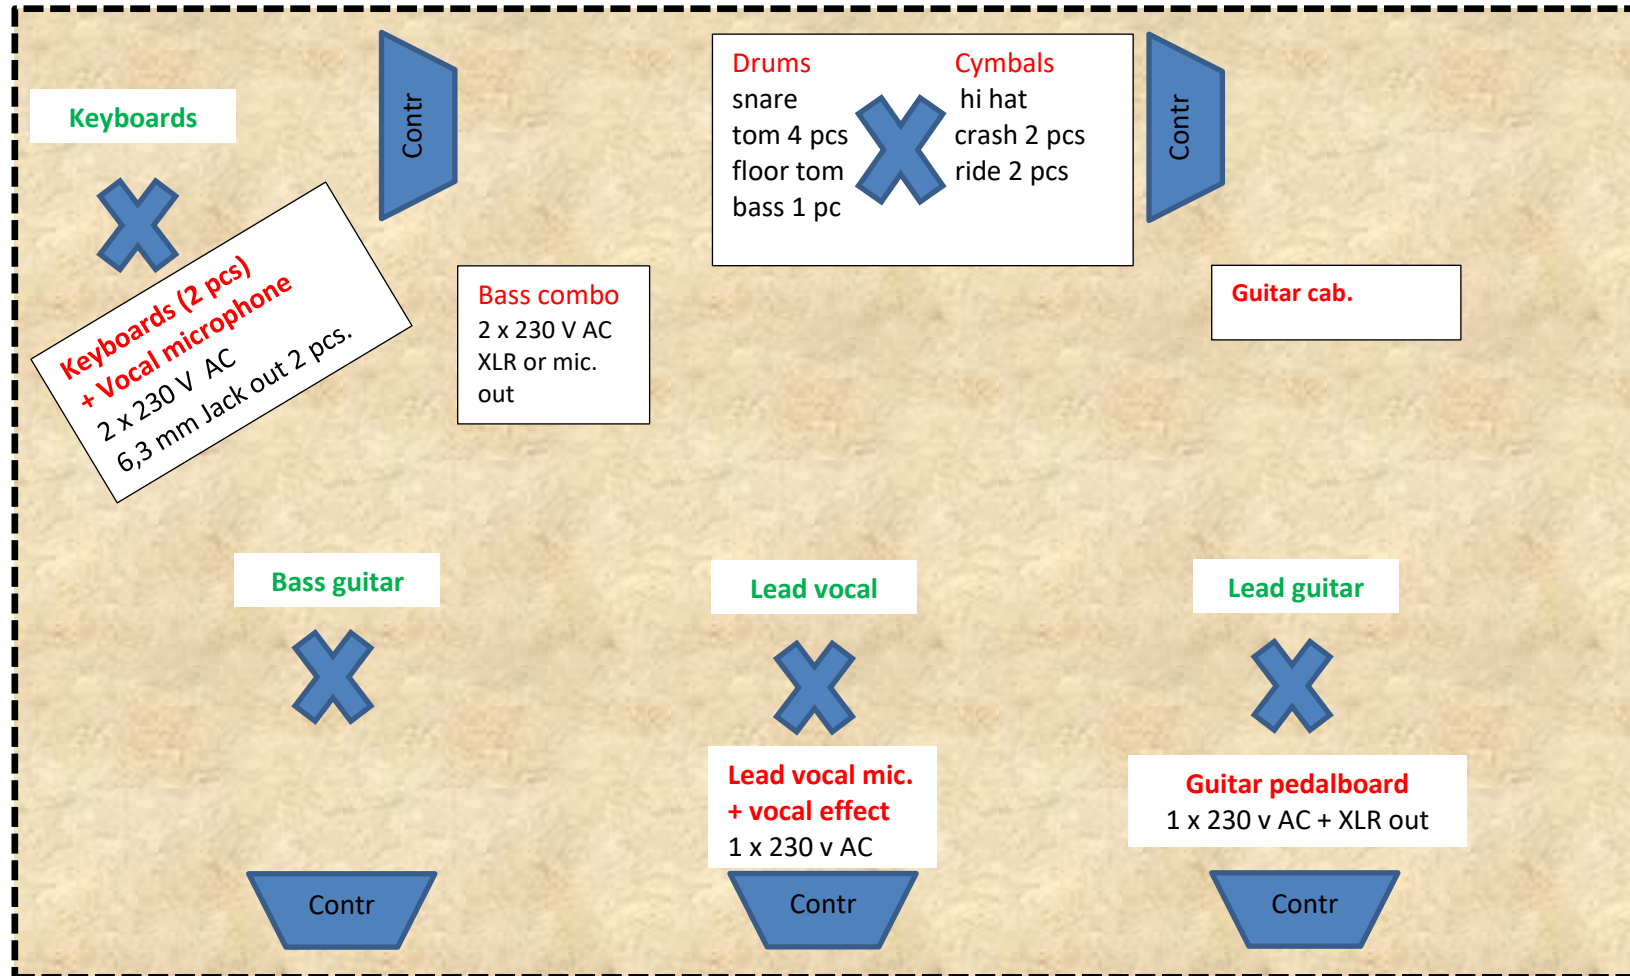 Keyboards
Contr
Drums
snare
tom 4 pcs
floor tom
bass 1 pc
Cymbals
hi hat
crash 2 pcs
ride 2 pcs
Contr
Keyboards (2 pcs)
+ Vocal microphone
2 x 230 V  AC
6,3 mm Jack out 2 pcs.
Bass combo
2 x 230 V AC
XLR or mic.
out
Guitar cab.
Bass guitar
Lead vocal
Lead guitar
Lead vocal mic.
+ vocal effect
1 x 230 v AC
Guitar pedalboard
1 x 230 v AC + XLR out
Contr
Contr
Contr